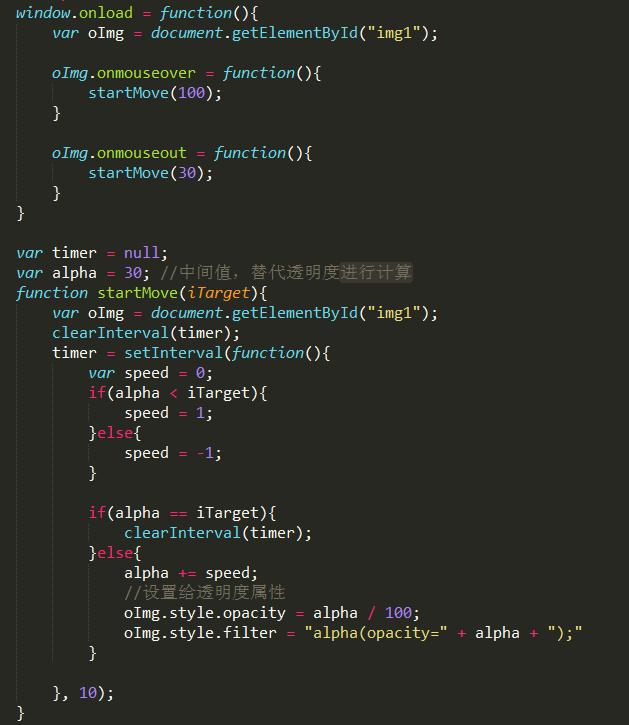 window.onload = function(){
    var oImg = document.getElementById("img1");

    oImg.onmouseover = function(){
        startMove(100);
    }

    oImg.onmouseout = function(){
        startMove(30);
    }
}

var timer = null;
var alpha = 30; //中间值，替代透明度进行计算
function startMove(iTarget){
    var oImg = document.getElementById("img1");
    clearInterval(timer);
    timer = setInterval(function(){
        var speed = 0;
        if(alpha < iTarget){
            speed = 1;
        }else{
            speed = -1;
        }

        if(alpha == iTarget){
            clearInterval(timer);
        }else{
            alpha += speed;
            //设置给透明度属性
            oImg.style.opacity = alpha / 100;
            oImg.style.filter = "alpha(opacity=" + alpha + ");"
        }

    }, 10);
}